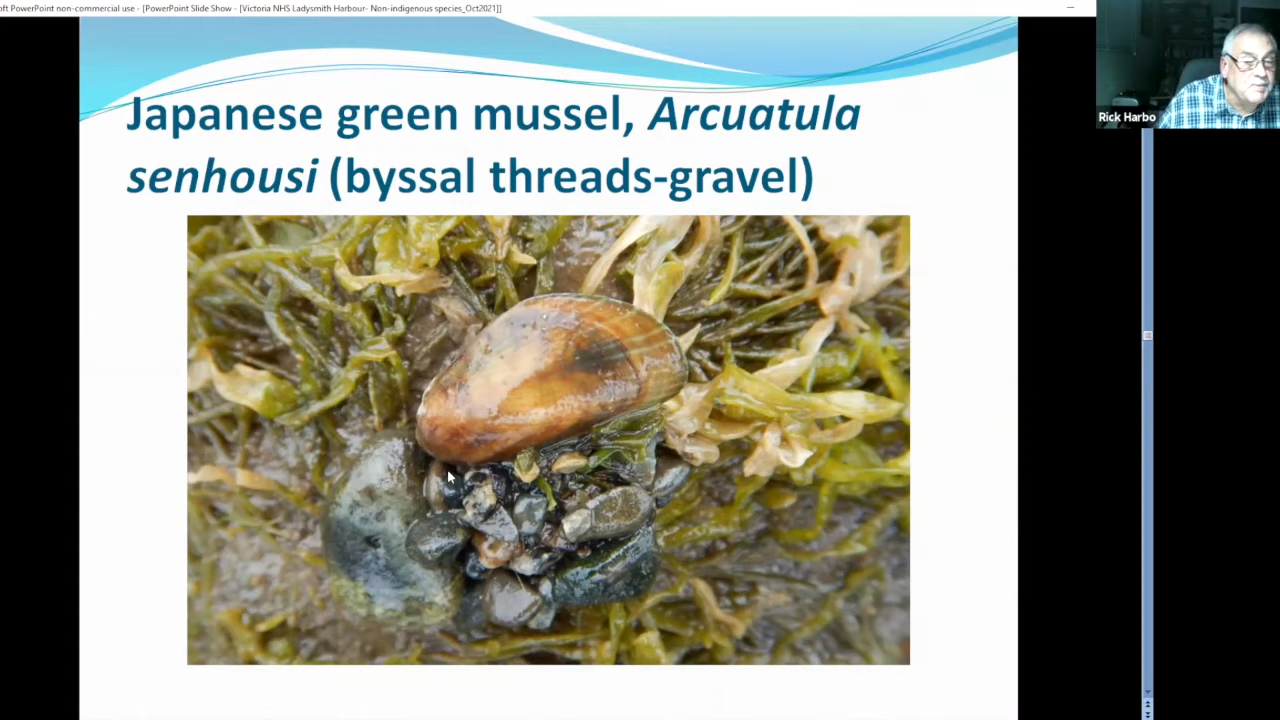 oft PowerPoint non-commercial use - [PowerPoint Slide Show - [Victoria NHS Ladysmith Harbour- Non-indigenous species_Oct2021]]
Rick Harbo
Japanese green mussel, Arcuatula
senhousi (byssal threads-gravel)